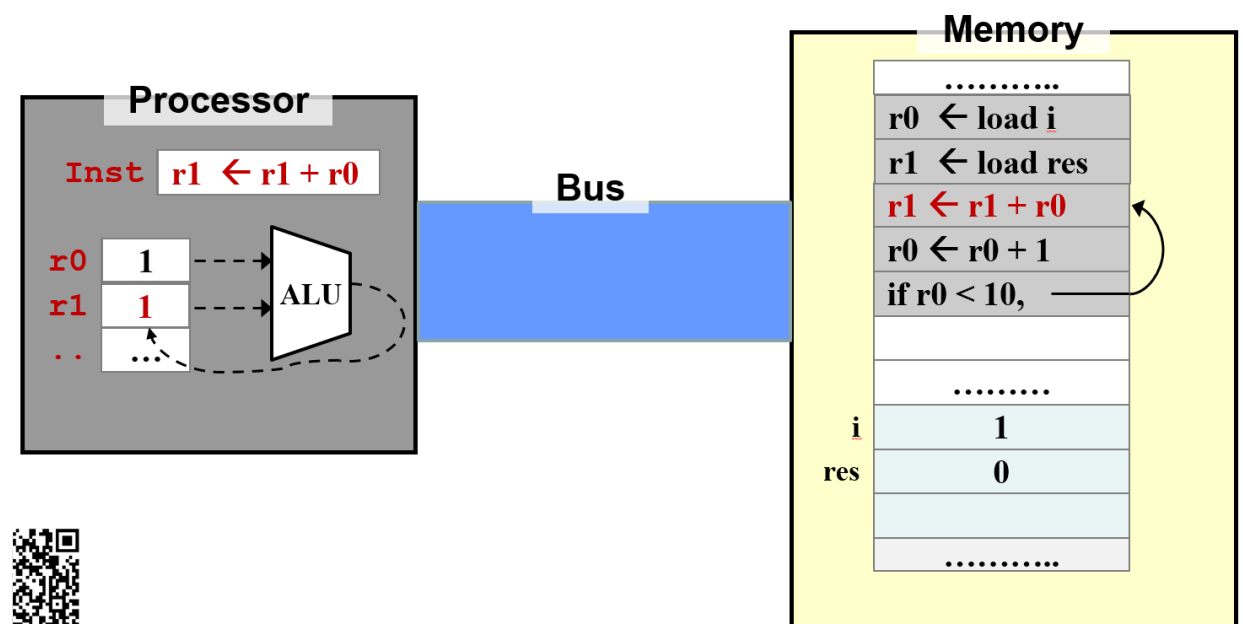 Processor
Inst r1 ← r1 + r0
r0 1
r1 1
.. ...
ALU
Bus
Memory
...........
r0 ← load i
r1 ← load res
r1 ← r1 + r0
r0 ← r0 + 1
if r0 < 10,
.........
i 1
res 0
...........